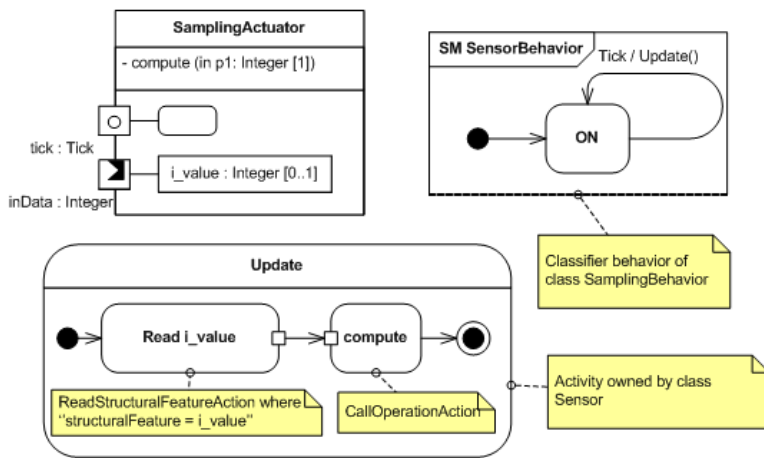 SamplingActuator
- compute (in p1: Integer [1])
tick : Tick
i_value : Integer [0..1]
inData : Integer
SM SensorBehavior
Tick / Update()
ON
Classifier behavior of
class SamplingBehavior
Update
Read i_value
compute
ReadStructuralFeatureAction where
‘‘structuralFeature = i_value’’
CallOperationAction
Activity owned by class
Sensor